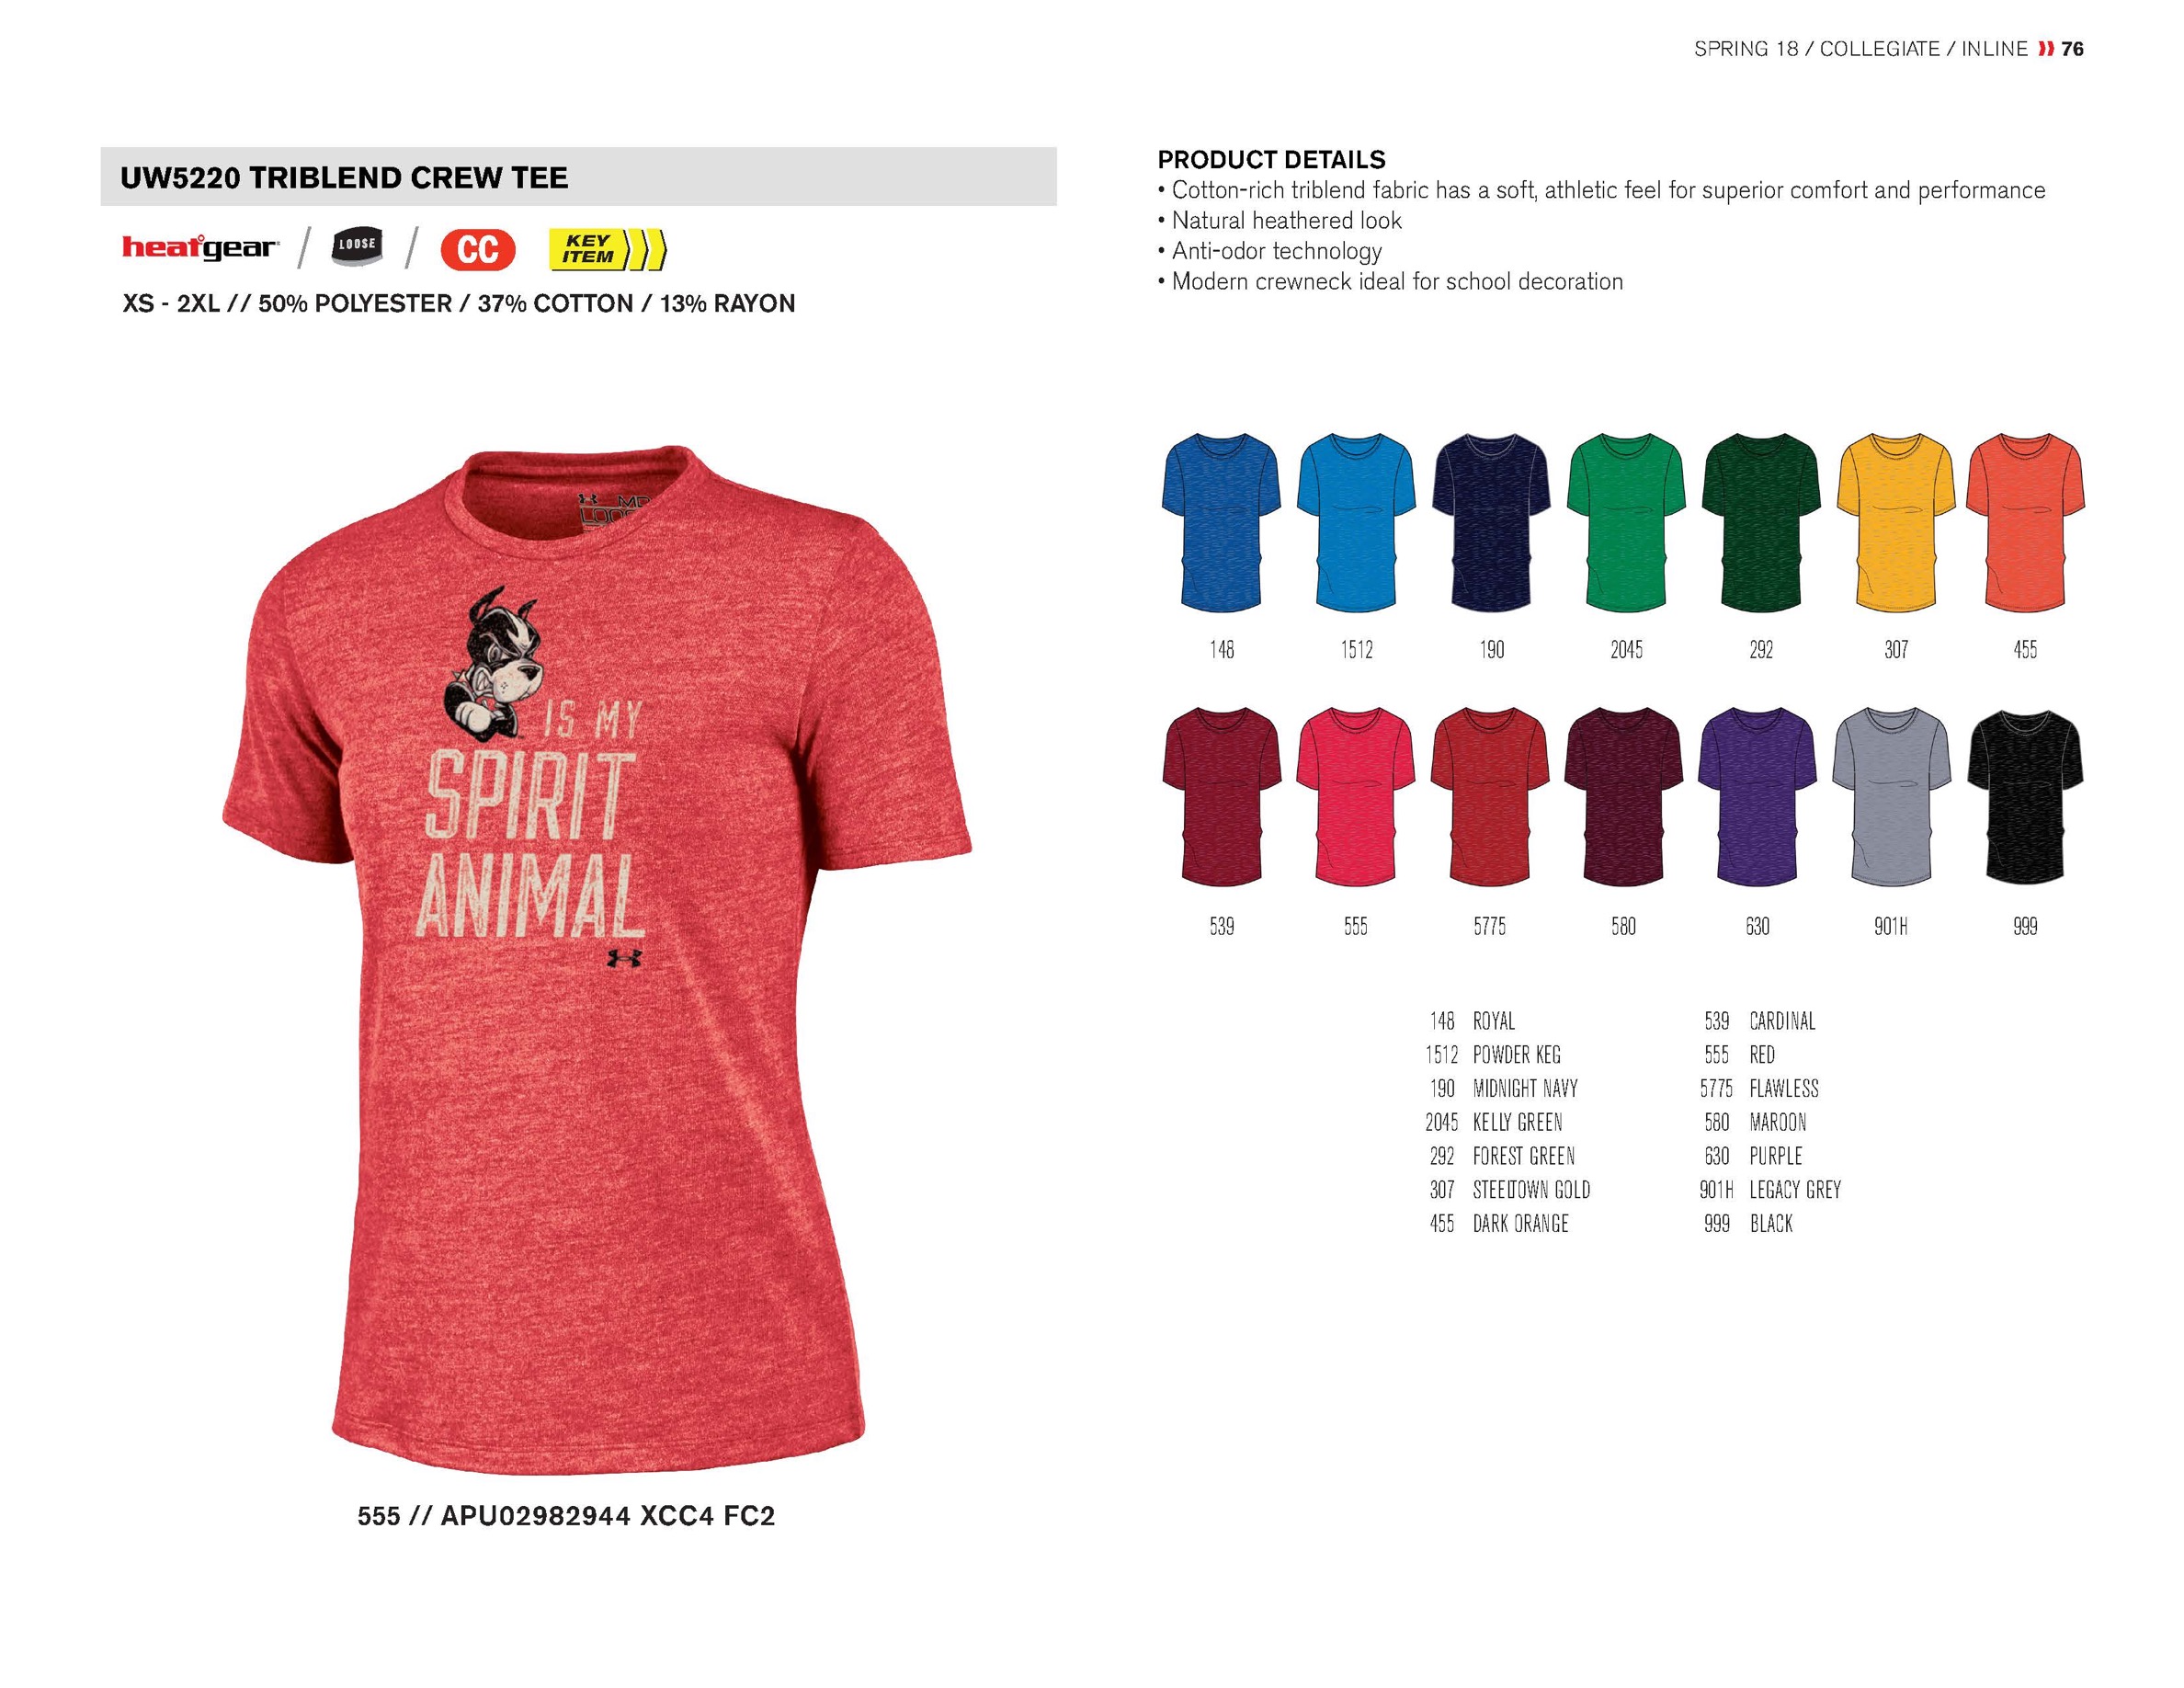 SPRING 18 / COLLEGIATE / INLINE 76
UW5220 TRIBLEND CREW TEE
heatgear / LOOSE / CC KEY ITEM
XS - 2XL // 50% POLYESTER / 37% COTTON / 13% RAYON
PRODUCT DETAILS
• Cotton-rich triblend fabric has a soft, athletic feel for superior comfort and performance
• Natural heathered look
• Anti-odor technology
• Modern crewneck ideal for school decoration
IS MY
SPIRIT
ANIMAL
555 // APU02982944 XCC4 FC2
148 1512 190 2045 292 307 455
539 555 5775 580 630 901H 999
148 ROYAL
1512 POWDER KEG
190 MIDNIGHT NAVY
2045 KELLY GREEN
292 FOREST GREEN
307 STEELTOWN GOLD
455 DARK ORANGE
539 CARDINAL
555 RED
5775 FLAWLESS
580 MAROON
630 PURPLE
901H LEGACY GREY
999 BLACK